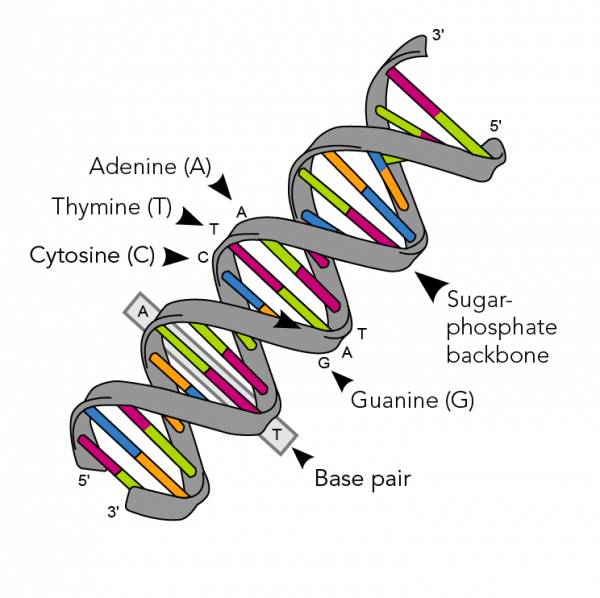 3'
5'
Adenine (A)
A
Thymine (T)
T
Cytosine (C)
C
Sugar-
phosphate
backbone
A
T
A
G
Guanine (G)
T
Base pair
5'
3'